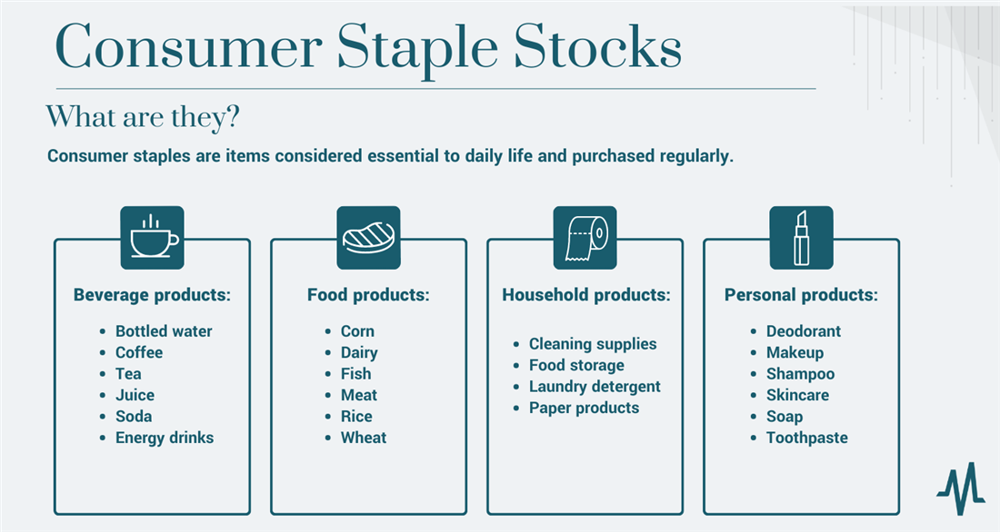 Consumer Staple Stocks
What are they?
Consumer staples are items considered essential to daily life and purchased regularly.
Beverage products:
• Bottled water
• Coffee
• Tea
• Juice
• Soda
• Energy drinks
Food products:
• Corn
• Dairy
• Fish
• Meat
• Rice
• Wheat
Household products:
• Cleaning supplies
• Food storage
• Laundry detergent
• Paper products
Personal products:
• Deodorant
• Makeup
• Shampoo
• Skincare
• Soap
• Toothpaste